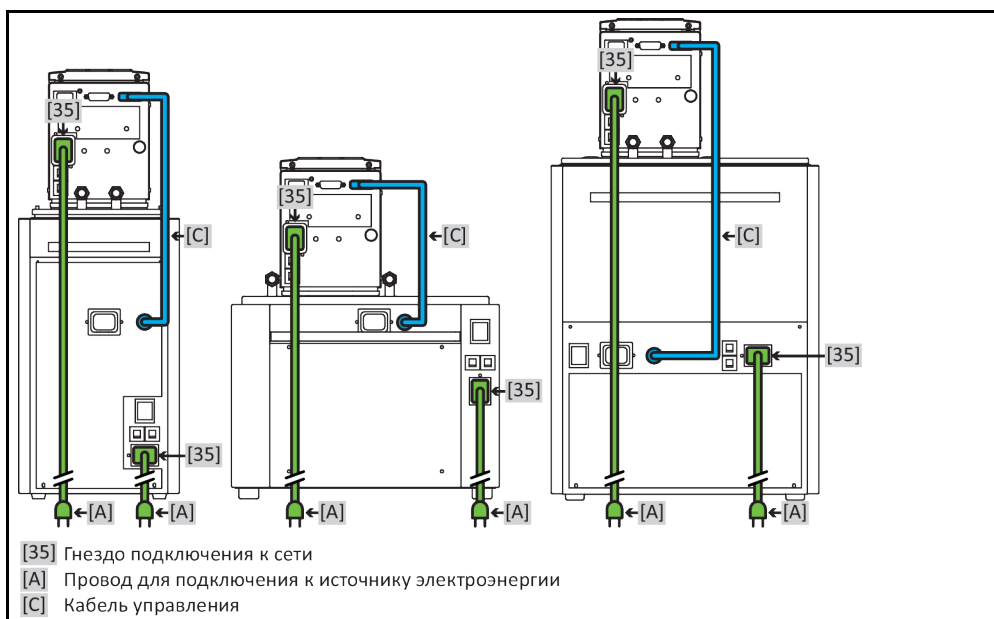 [35]
[35]
[35]
[C]
[C]
[C]
[35]
[35]
[35]
[A]
[A]
[A]
[A]
[A]
[A]
[35] Гнездо подключения к сети
[A] Провод для подключения к источнику электроэнергии
[C] Кабель управления